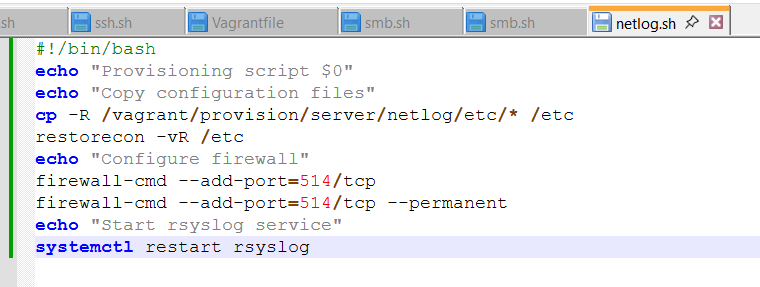 sh
ssh.sh
Vagrantfile
smb.sh
smb.sh
netlog.sh
#!/bin/bash
echo "Provisioning script $0"
echo "Copy configuration files"
cp -R /vagrant/provision/server/netlog/etc/* /etc
restorecon -vR /etc
echo "Configure firewall"
firewall-cmd --add-port=514/tcp
firewall-cmd --add-port=514/tcp --permanent
echo "Start rsyslog service"
systemctl restart rsyslog